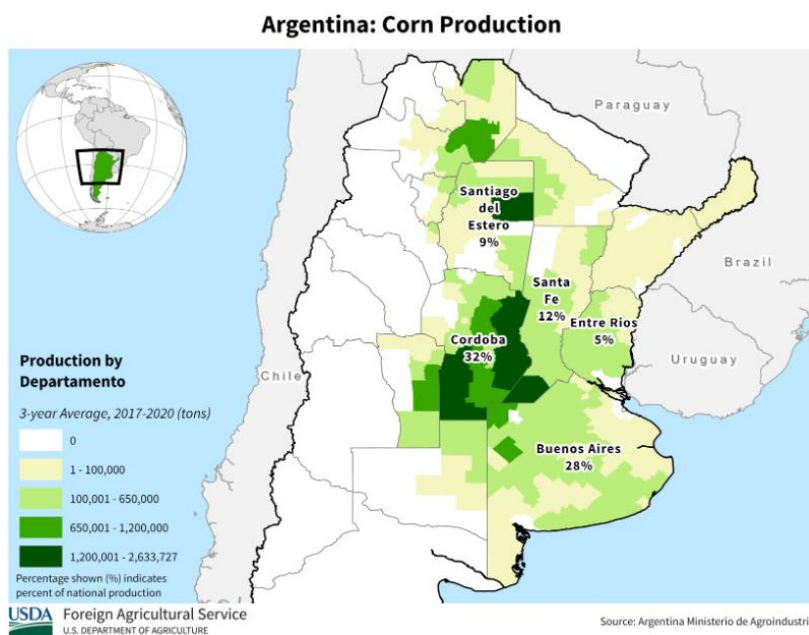 Argentina: Corn Production
Paraguay
Santiago
del
Estero
9%
Brazil
Santa
Fe
12%
Entre Rios
5%
Cordoba
32%
Uruguay
Chile
Buenos Aires
28%
Production by
Departamento
3-year Average, 2017-2020 (tons)
0
1 - 100,000
100,001 - 650,000
650,001 - 1,200,000
1,200,001 - 2,633,727
Percentage shown (%) indicates
percent of national production
USDA Foreign Agricultural Service
U.S. DEPARTMENT OF AGRICULTURE
Source: Argentina Ministerio de Agroindustri